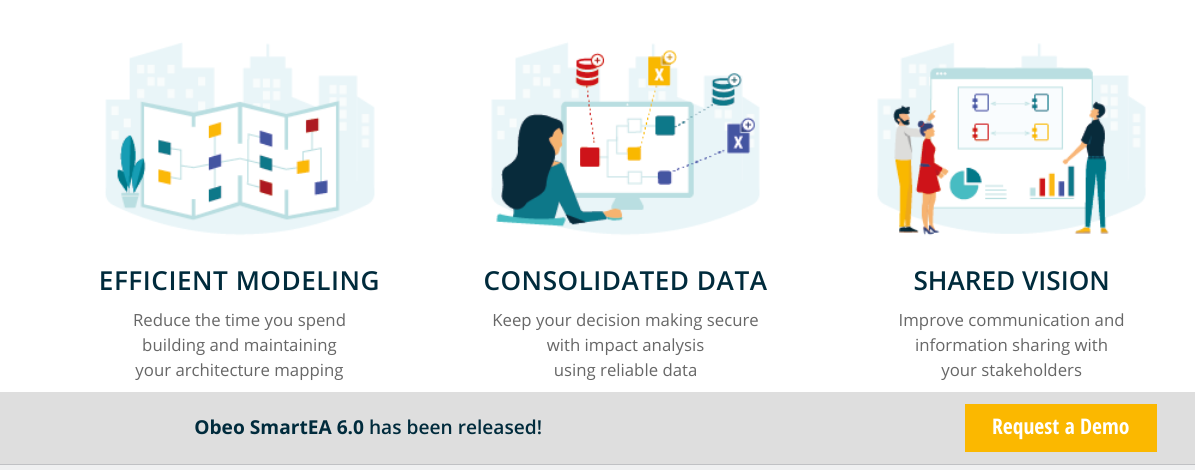 X
X
EFFICIENT MODELING
Reduce the time you spend
building and maintaining
your architecture mapping
CONSOLIDATED DATA
Keep your decision making secure
with impact analysis
using reliable data
SHARED VISION
Improve communication and
information sharing with
your stakeholders
Obeo SmartEA 6.0 has been released!
Request a Demo